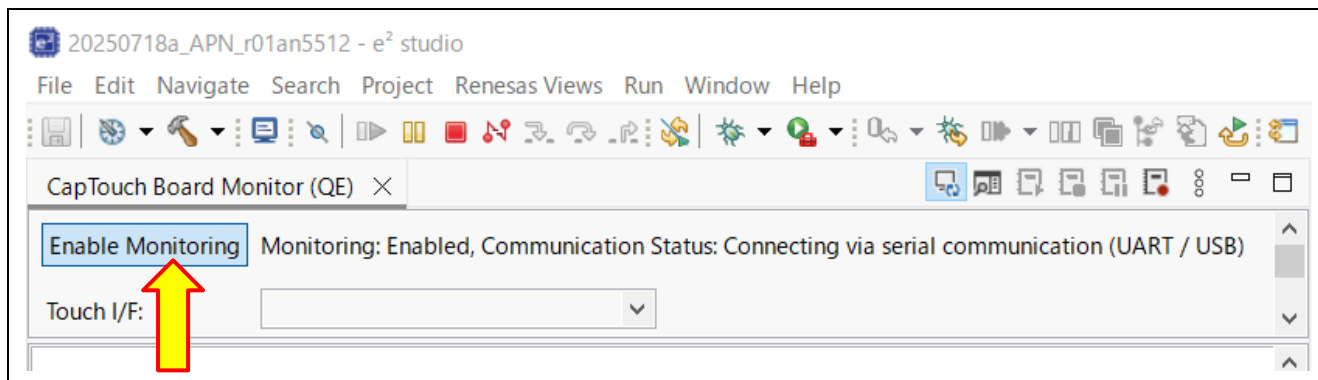 20250718a_APN_r01an5512 - e² studio
File Edit Navigate Search Project Renesas Views Run Window Help
CapTouch Board Monitor (QE)
Enable Monitoring Monitoring: Enabled, Communication Status: Connecting via serial communication (UART / USB)
Touch I/F: